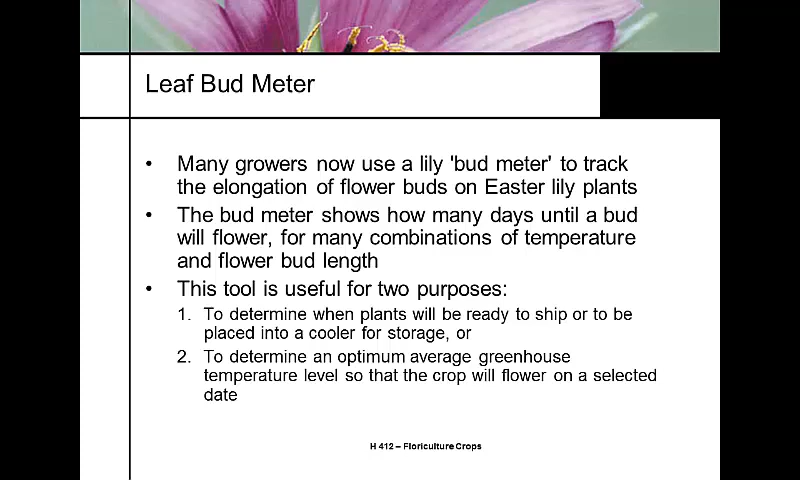 Leaf Bud Meter
• Many growers now use a lily 'bud meter' to track
the elongation of flower buds on Easter lily plants
• The bud meter shows how many days until a bud
will flower, for many combinations of temperature
and flower bud length
• This tool is useful for two purposes:
1. To determine when plants will be ready to ship or to be
placed into a cooler for storage, or
2. To determine an optimum average greenhouse
temperature level so that the crop will flower on a selected
date
H 412 – Floriculture Crops